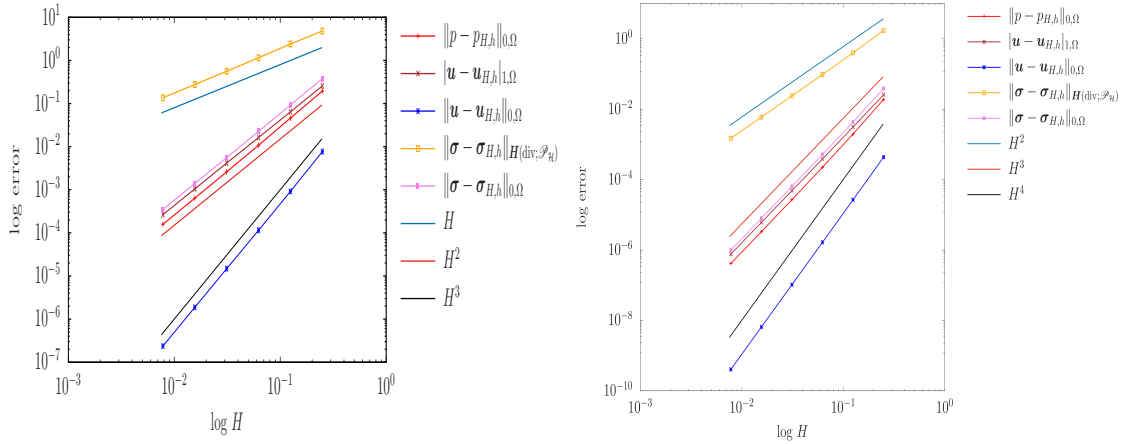 10^1
10^0
10^{-1}
10^{-2}
10^{-3}
10^{-4}
10^{-5}
10^{-6}
10^{-7}
log error
10^{-3}
10^{-2}
10^{-1}
10^0
log H
‖p − p_{H,h}‖_{0,Ω}
|u − u_{H,h}|_{1,Ω}
‖u − u_{H,h}‖_{0,Ω}
‖σ − σ_{H,h}‖_{H(div;𝒫_ℋ)}
‖σ − σ_{H,h}‖_{0,Ω}
H
H^2
H^3
10^0
10^{-2}
10^{-4}
10^{-6}
10^{-8}
10^{-10}
log error
10^{-3}
10^{-2}
10^{-1}
10^0
log H
‖p − p_{H,h}‖_{0,Ω}
|u − u_{H,h}|_{1,Ω}
‖u − u_{H,h}‖_{0,Ω}
‖σ − σ_{H,h}‖_{H(div;𝒫_ℋ)}
‖σ − σ_{H,h}‖_{0,Ω}
H^2
H^3
H^4